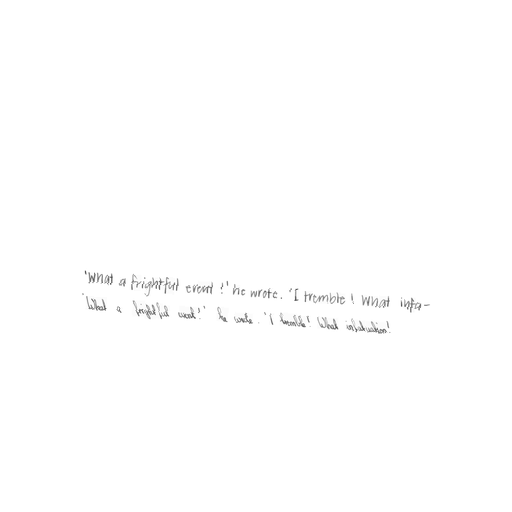 'What a frightful event!' he wrote. 'I tremble! What infa-
'What a frightful event!' he wrote. 'I tremble! What infatuation!